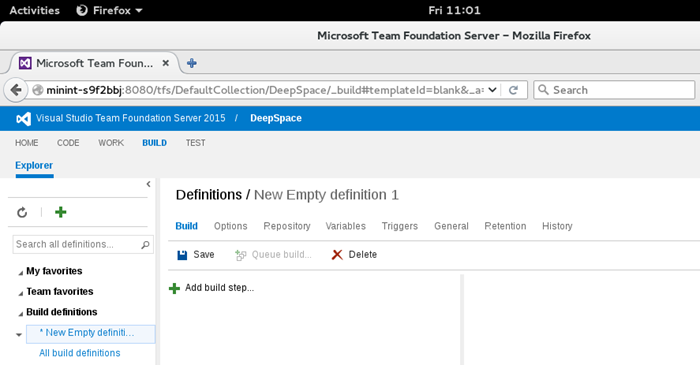 Activities Firefox Fri 11:01
Microsoft Team Foundation Server – Mozilla Firefox
Microsoft Team Foun...
minint-s9f2bbj:8080/tfs/DefaultCollection/DeepSpace/_build#templateId=blank&_a= Search
Visual Studio Team Foundation Server 2015 / DeepSpace
HOME CODE WORK BUILD TEST
Explorer
Definitions / New Empty definition 1
Build Options Repository Variables Triggers General Retention History
Search all definitions...
Save Queue build... Delete
My favorites
Add build step...
Team favorites
Build definitions
* New Empty definiti...
All build definitions